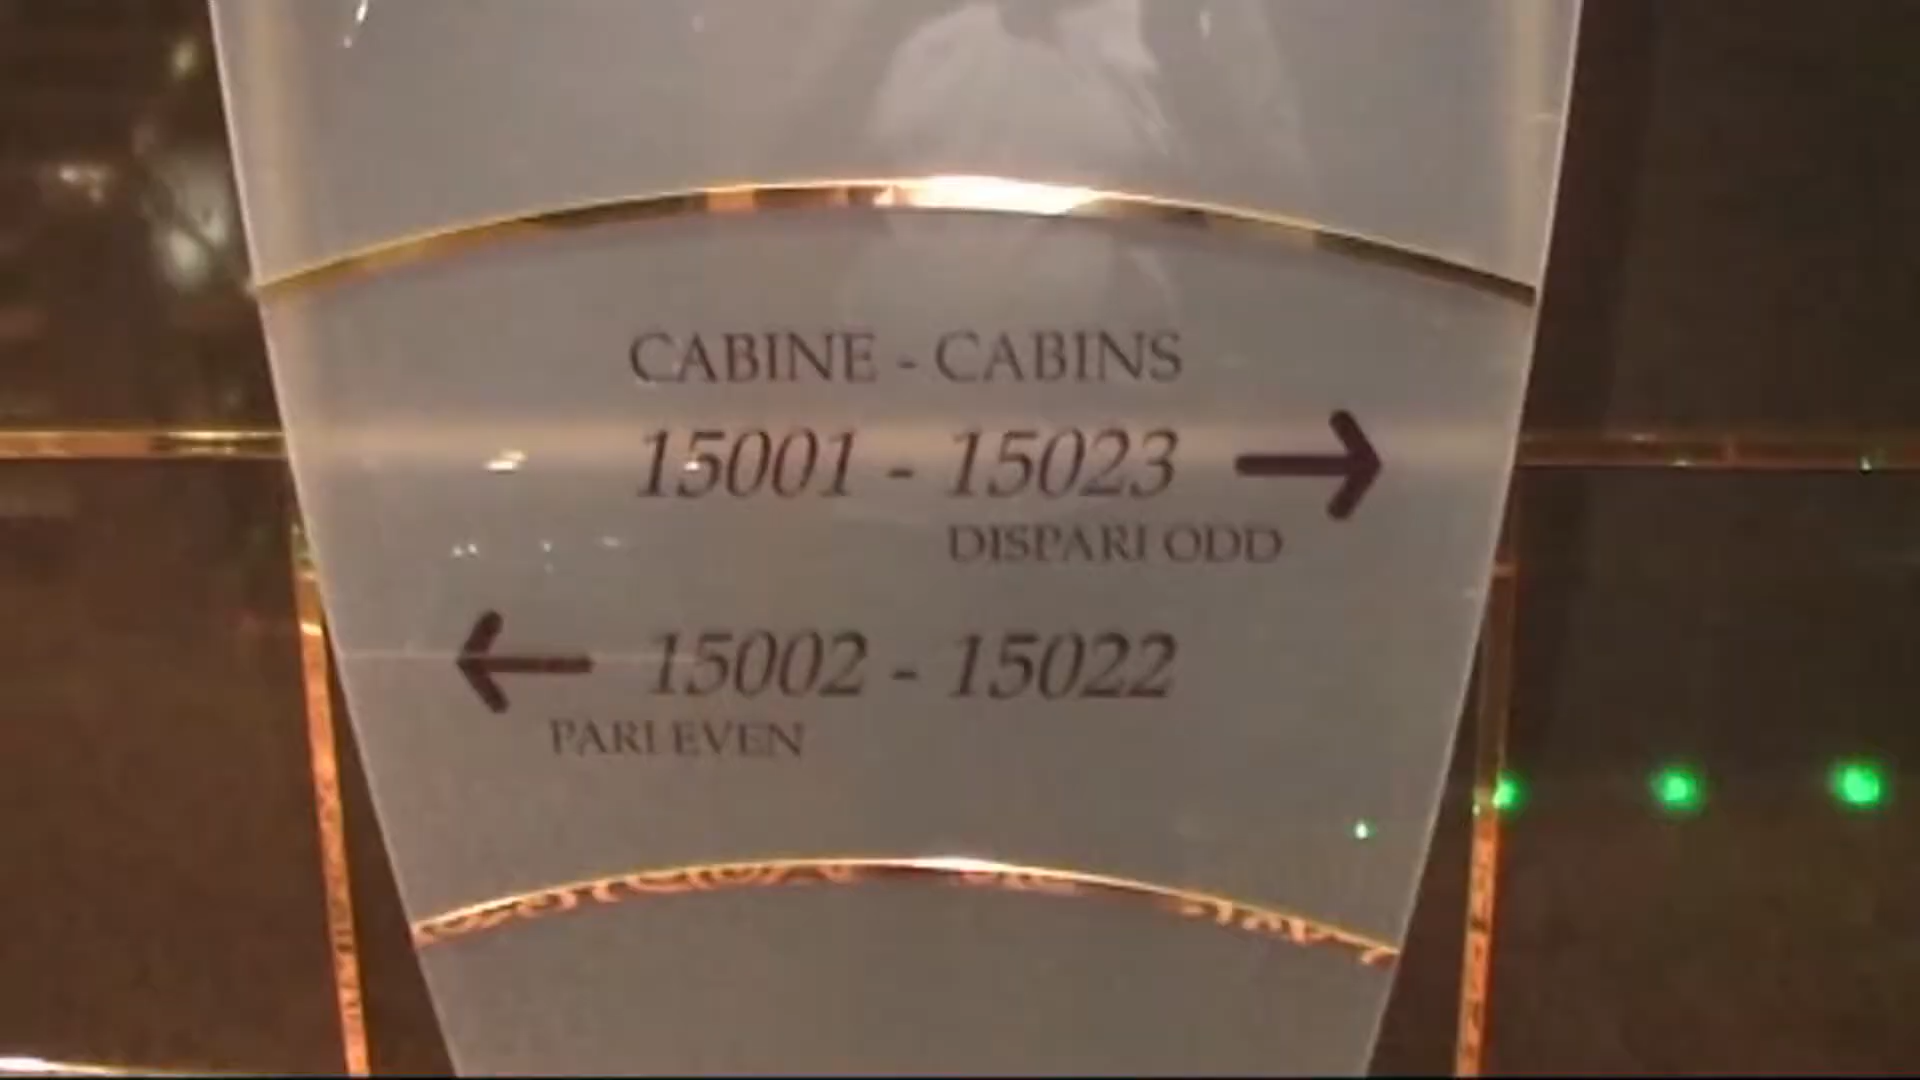 CABINE - CABINS
15001 - 15023 →
DISPARI ODD
← 15002 - 15022
PARI EVEN